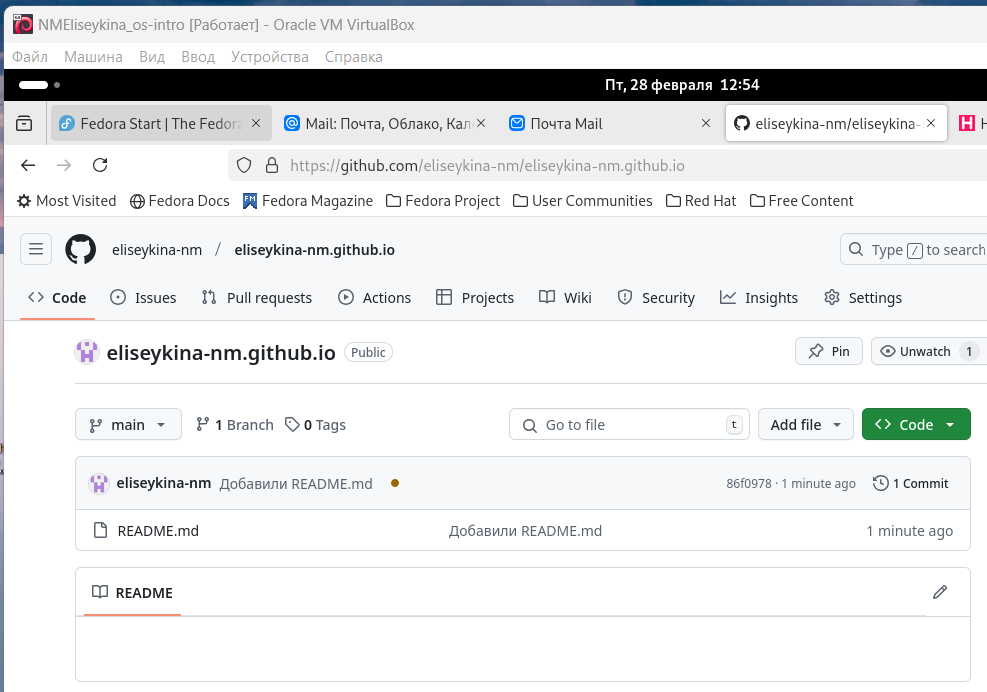 NMEliseykina_os-intro [Работает] - Oracle VM VirtualBox
Файл Машина Вид Ввод Устройства Справка
Пт, 28 февраля 12:54
Fedora Start | The Fedora Mail: Почта, Облако, Кал Почта Mail eliseykina-nm/eliseykina- H
https://github.com/eliseykina-nm/eliseykina-nm.github.io
Most Visited Fedora Docs FM Fedora Magazine Fedora Project User Communities Red Hat Free Content
eliseykina-nm / eliseykina-nm.github.io Type / to search
Code Issues Pull requests Actions Projects Wiki Security Insights Settings
eliseykina-nm.github.io Public Pin Unwatch 1
main 1 Branch 0 Tags Go to file t Add file Code
eliseykina-nm Добавили README.md 86f0978 · 1 minute ago 1 Commit
README.md Добавили README.md 1 minute ago
README